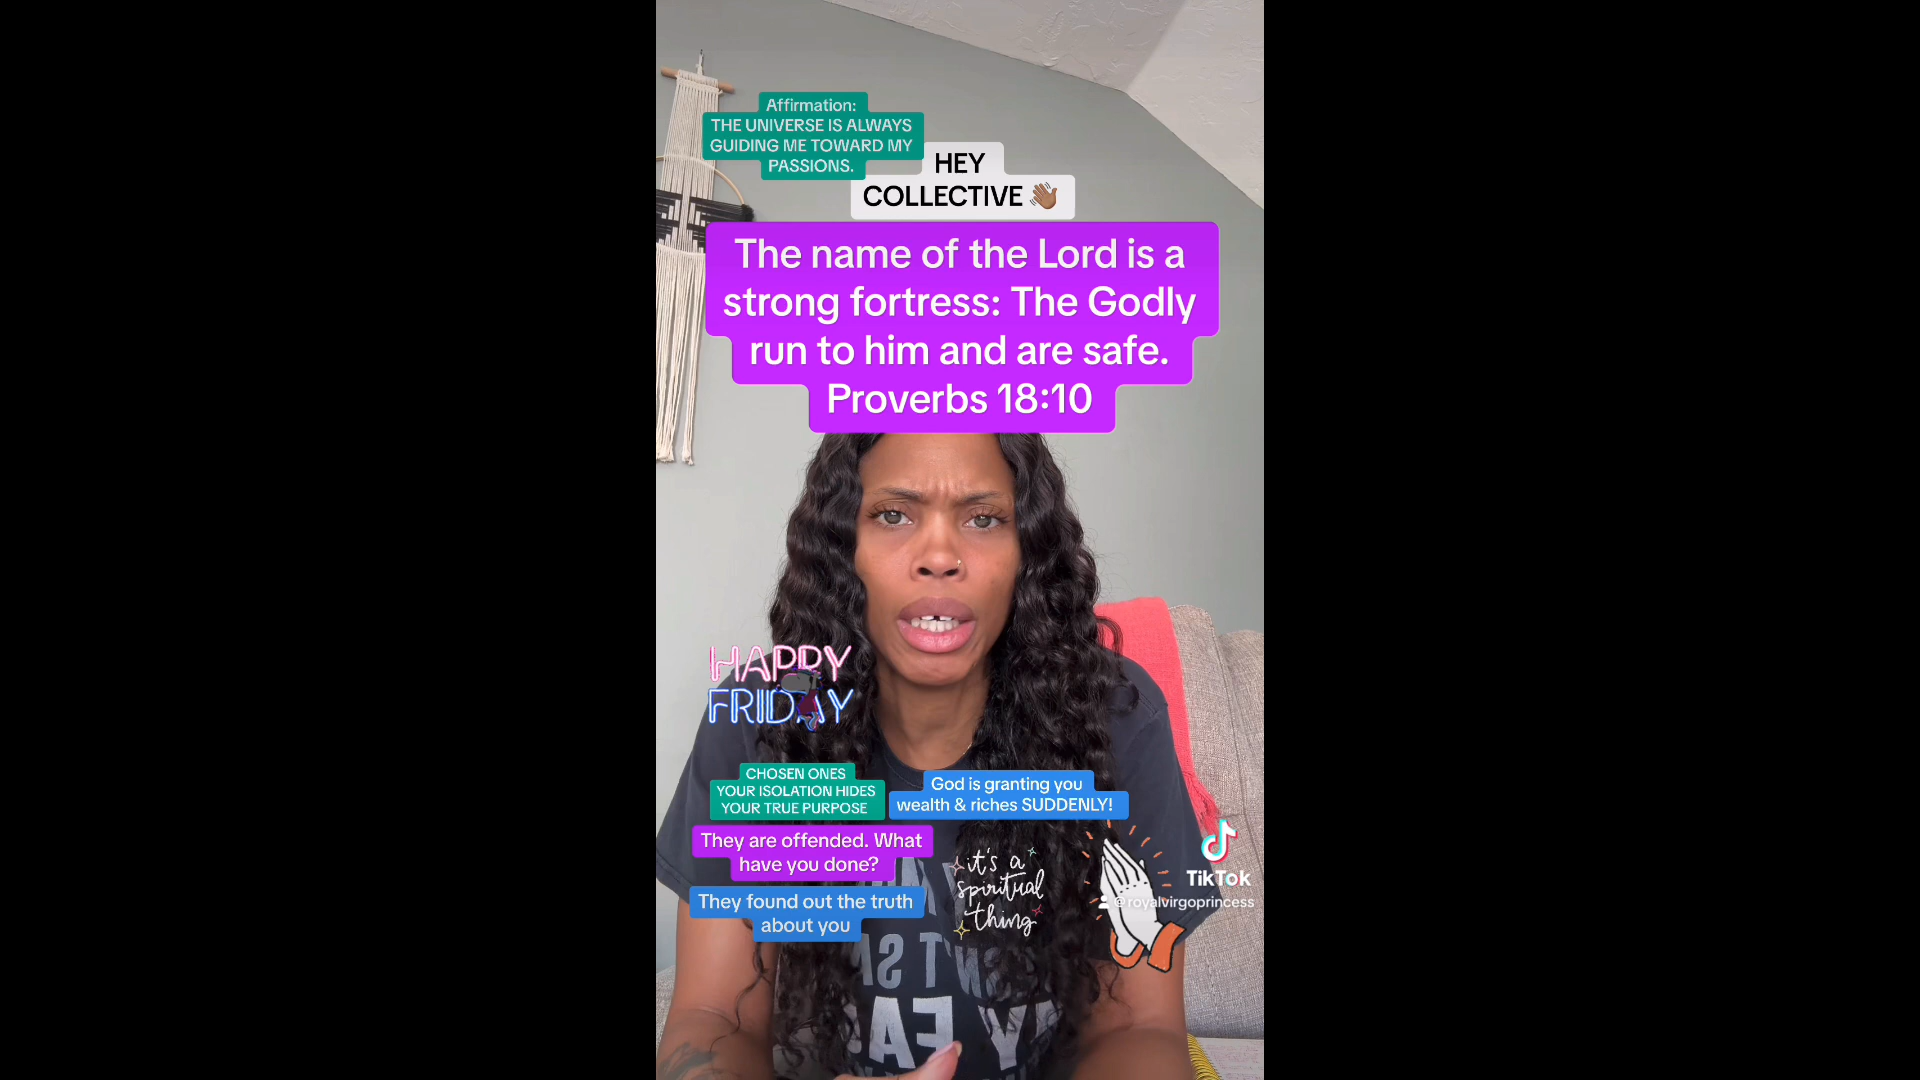 Affirmation:
THE UNIVERSE IS ALWAYS
GUIDING ME TOWARD MY
PASSIONS.
HEY
COLLECTIVE 👋🏽
The name of the Lord is a
strong fortress: The Godly
run to him and are safe.
Proverbs 18:10
HAPPY
FRIDAY
CHOSEN ONES
YOUR ISOLATION HIDES
YOUR TRUE PURPOSE
God is granting you
wealth & riches SUDDENLY!
They are offended. What
have you done?
They found out the truth
about you
it's a
spiritual
thing
TikTok
@royalvirgoprincess